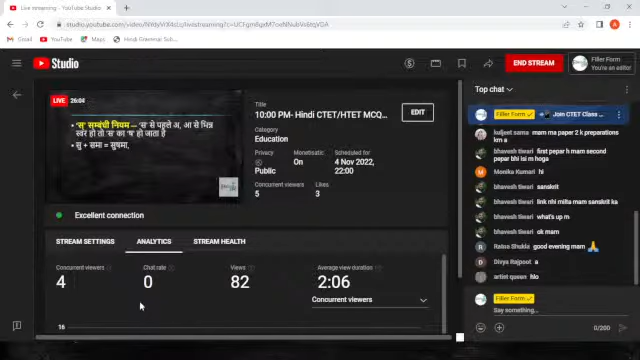 Live streaming - YouTube Studio
studio.youtube.com/video/
Gmail YouTube Maps Hindi Grammar Sub...
Studio
END STREAM
Filler Form
You're an editor
LIVE 26:04
• 'स' सम्बंधी नियम — 'स' से पहले अ, आ से भिन्न
स्वर हो तो 'स' का 'ष' हो जाता है
• सु + समा = सुषमा,
Title
10:00 PM- Hindi CTET/HTET MCQ...
EDIT
Category
Education
Privacy
Public
Monetisation
On
Scheduled for
4 Nov 2022,
22:00
Concurrent viewers
5
Likes
3
Excellent connection
STREAM SETTINGS ANALYTICS STREAM HEALTH
Concurrent viewers
4
Chat rate
0
Views
82
Average view duration
2:06
Concurrent viewers
16
Top chat
Filler Form Join CTET Class ...
kuljeet sama mam ma paper 2 k preparations
km a
bhavesh tiwari first pepar h mam second
pepar bhi isi m hoga
Monika Kumari hi
bhavesh tiwari sanskrit
bhavesh tiwari link nhi milla mam sanskrit ka
bhavesh tiwari what's up m
bhavesh tiwari ok mam
Ratna Shukla good evening mam 🙏
Divya Rajpoot a
artist queen hlo
Filler Form
Say something...
0/200